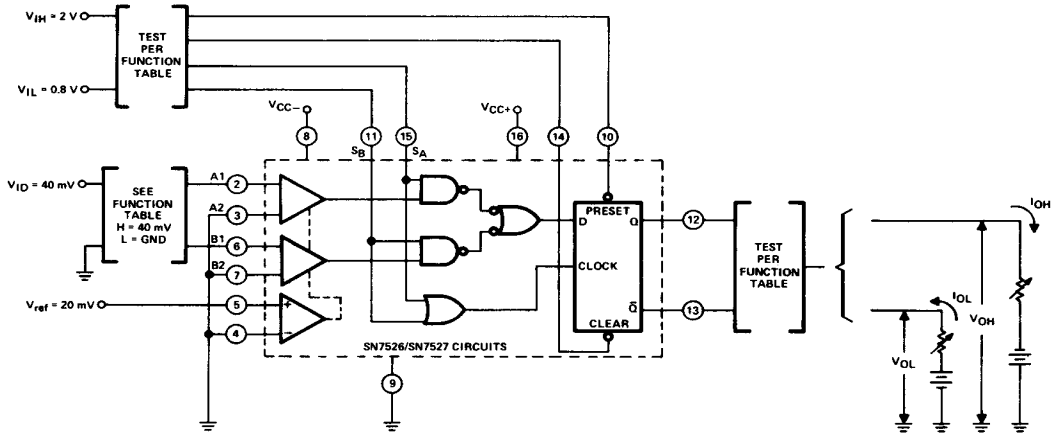 VIH = 2 V
TEST
PER
FUNCTION
TABLE
VIL = 0.8 V
VCC−
VCC+
8
11
15
16
14
10
SB
SA
VID = 40 mV
SEE
FUNCTION
TABLE
H = 40 mV
L = GND
A1
2
A2
3
B1
6
B2
7
Vref = 20 mV
5
+
4
−
PRESET
D
Q
CLOCK
Q̄
CLEAR
12
13
SN7526/SN7527 CIRCUITS
9
TEST
PER
FUNCTION
TABLE
IOH
IOL
VOH
VOL